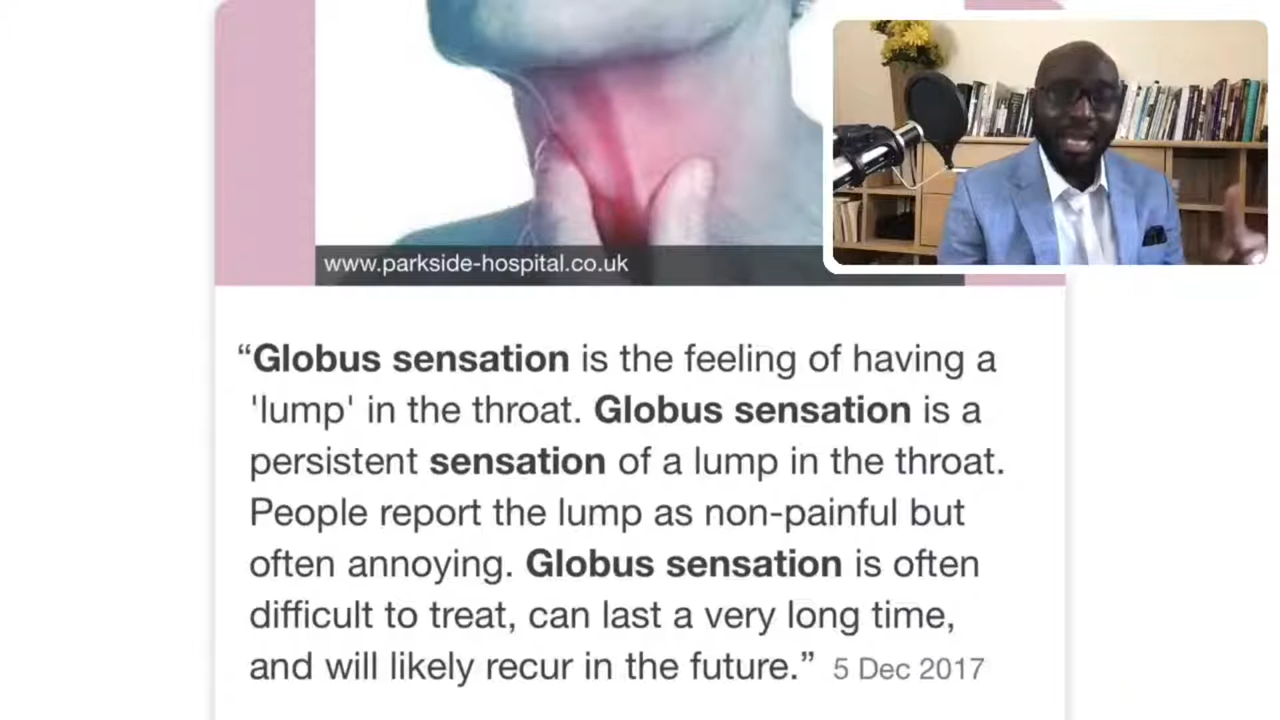 www.parkside-hospital.co.uk
“Globus sensation is the feeling of having a
'lump' in the throat. Globus sensation is a
persistent sensation of a lump in the throat.
People report the lump as non-painful but
often annoying. Globus sensation is often
difficult to treat, can last a very long time,
and will likely recur in the future.” 5 Dec 2017